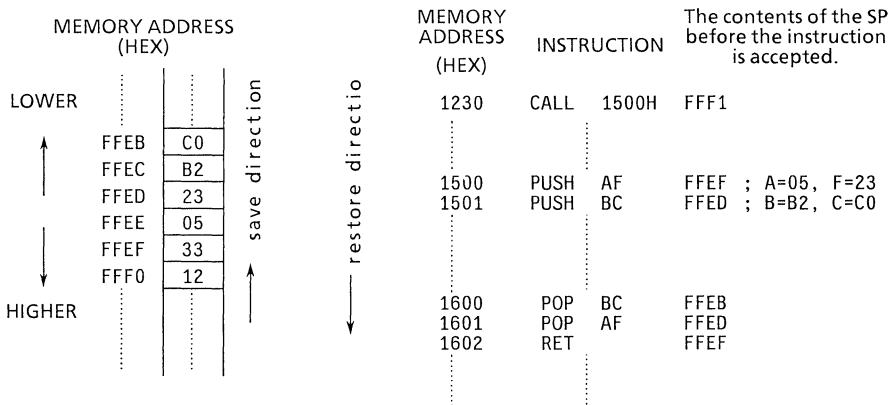 MEMORY ADDRESS
(HEX)
LOWER
FFEB C0
FFEC B2
FFED 23
FFEE 05
FFEF 33
FFF0 12
HIGHER
save direction
restore directio
MEMORY
ADDRESS
(HEX)
INSTRUCTION
The contents of the SP
before the instruction
is accepted.
1230 CALL 1500H FFF1
1500 PUSH AF FFEF ; A=05, F=23
1501 PUSH BC FFED ; B=B2, C=C0
1600 POP BC FFEB
1601 POP AF FFED
1602 RET FFEF